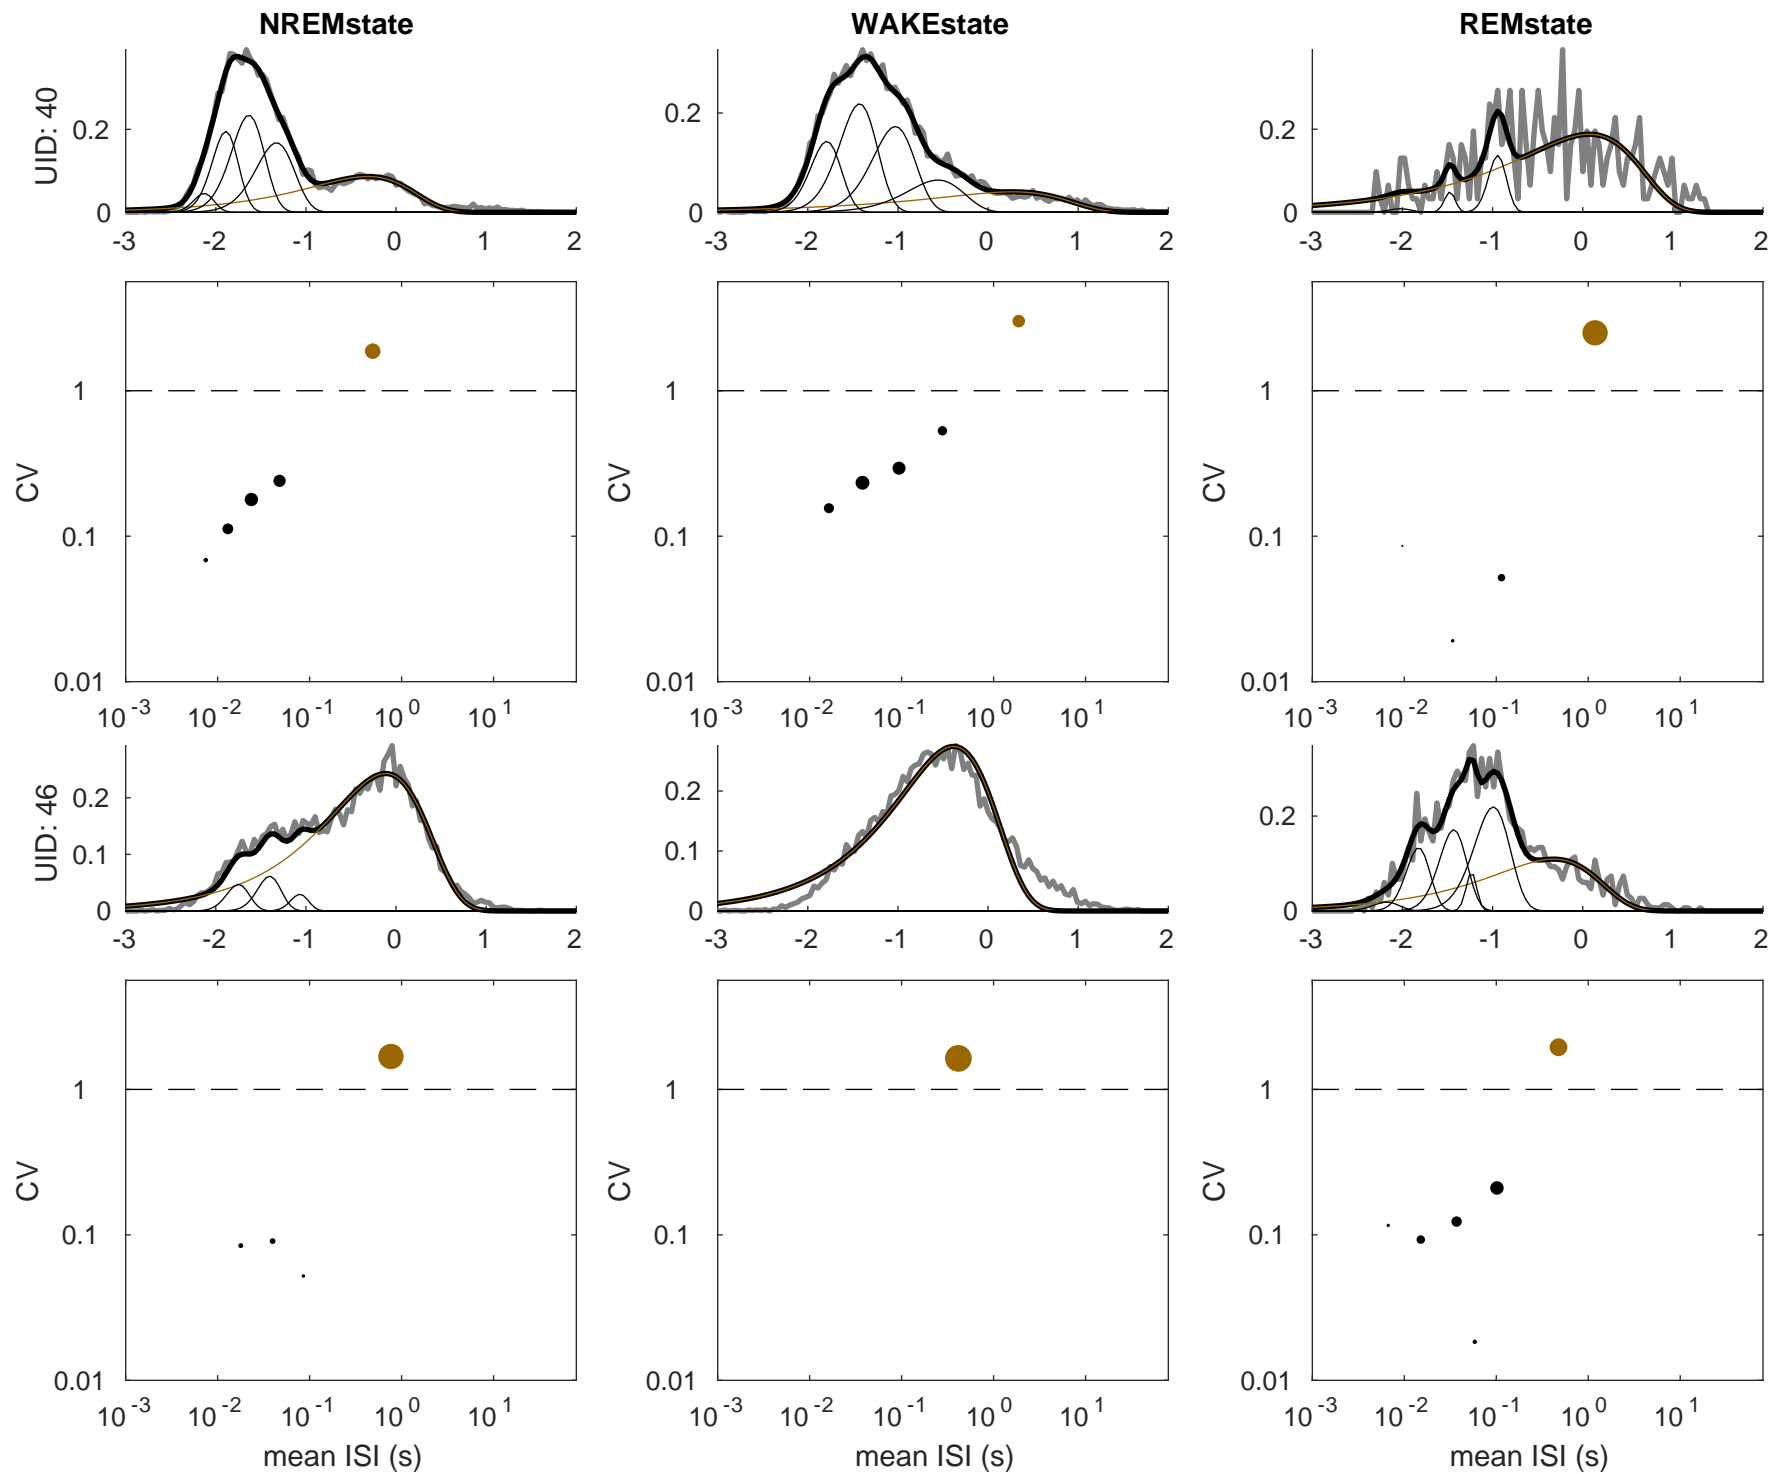 NREMstate WAKEstate REMstate
UID: 40
0.2 0 -3 -2 -1 0 1 2
0.2 0 -3 -2 -1 0 1 2
0.2 0 -3 -2 -1 0 1 2
CV 1 0.1 0.01
10^-3 10^-2 10^-1 10^0 10^1
CV 1 0.1 0.01
10^-3 10^-2 10^-1 10^0 10^1
CV 1 0.1 0.01
10^-3 10^-2 10^-1 10^0 10^1
UID: 46
0.2 0.1 0 -3 -2 -1 0 1 2
0.2 0.1 0 -3 -2 -1 0 1 2
0.2 0 -3 -2 -1 0 1 2
CV 1 0.1 0.01
10^-3 10^-2 10^-1 10^0 10^1
mean ISI (s)
CV 1 0.1 0.01
10^-3 10^-2 10^-1 10^0 10^1
mean ISI (s)
CV 1 0.1 0.01
10^-3 10^-2 10^-1 10^0 10^1
mean ISI (s)